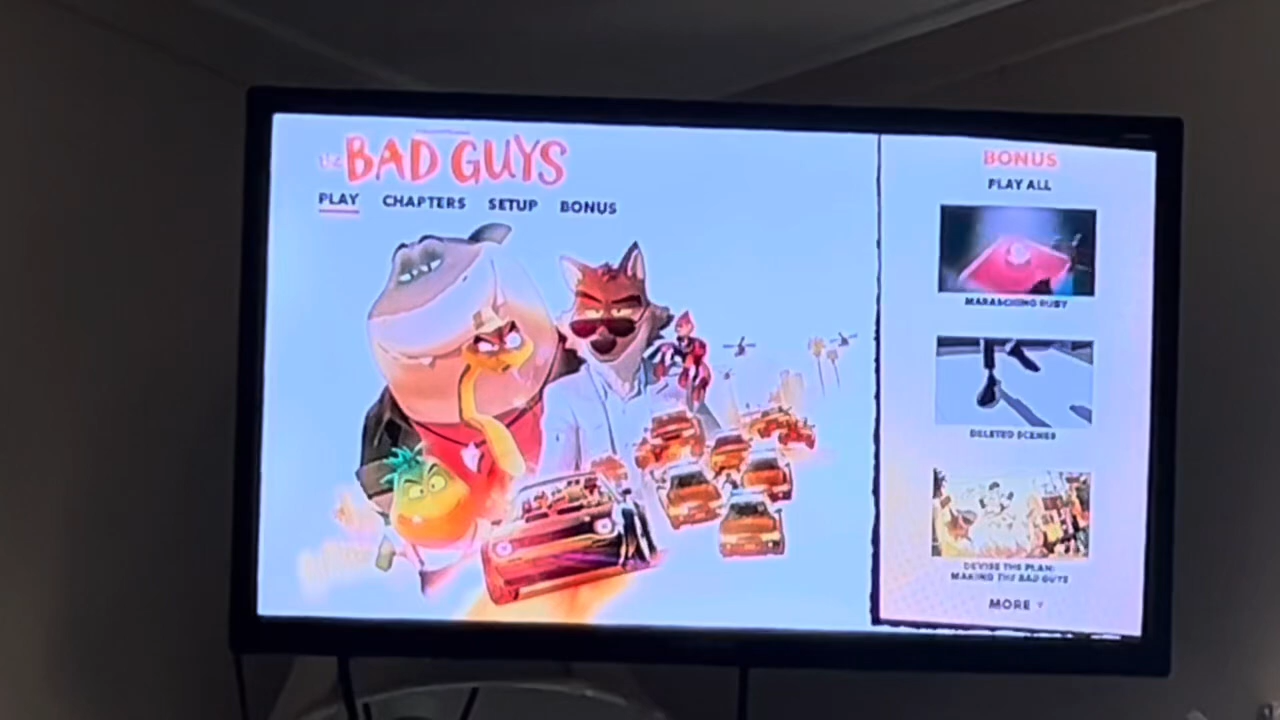 THE BAD GUYS
PLAY CHAPTERS SETUP BONUS
BONUS
PLAY ALL
MARASCHINO RUBY
DELETED SCENES
DEVISE THE PLAN:
MAKING THE BAD GUYS
MORE